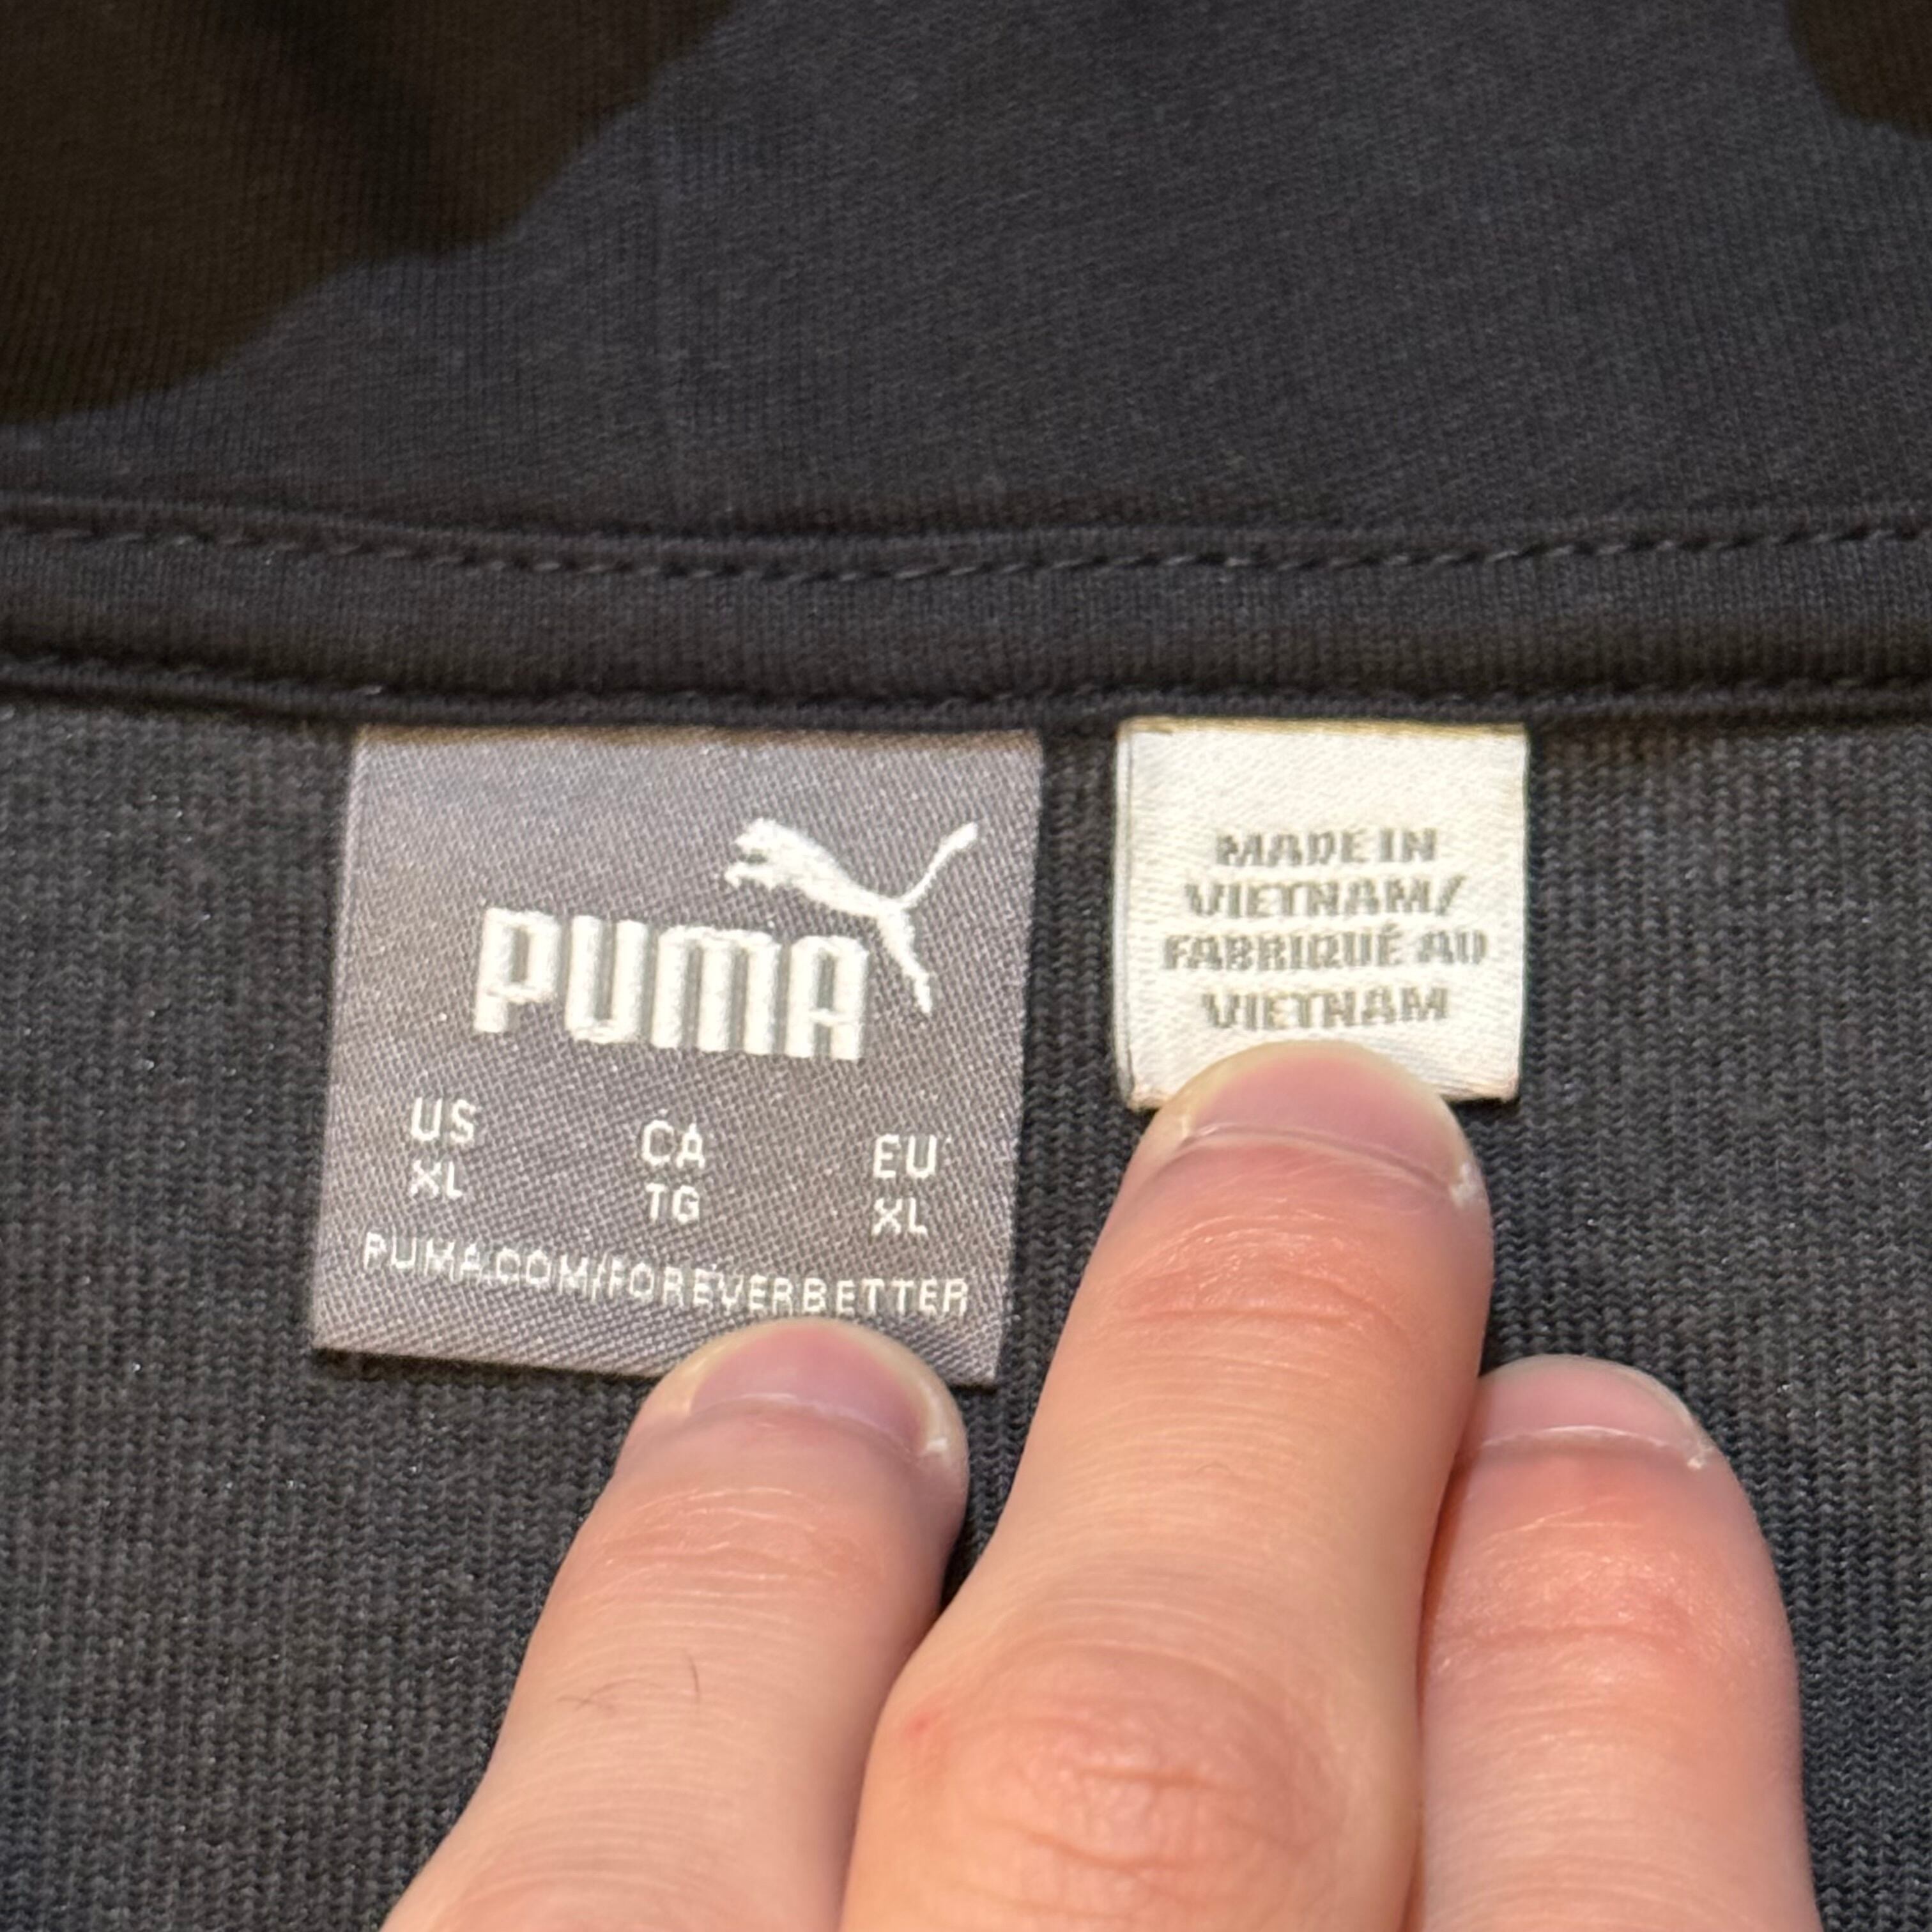 PUMA
US CA EU
XL TG XL
PUMA.COM/FOREVERBETTER
MADE IN
VIETNAM/
FABRIQUÉ AU
VIETNAM